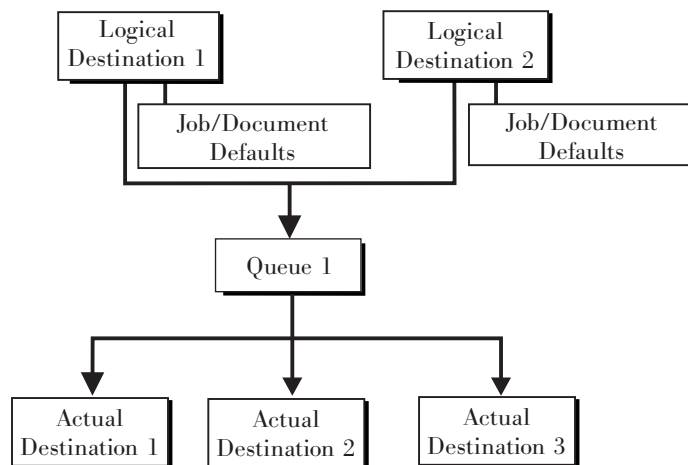 Logical
Destination 1
Logical
Destination 2
Job/Document
Defaults
Job/Document
Defaults
Queue 1
Actual
Destination 1
Actual
Destination 2
Actual
Destination 3